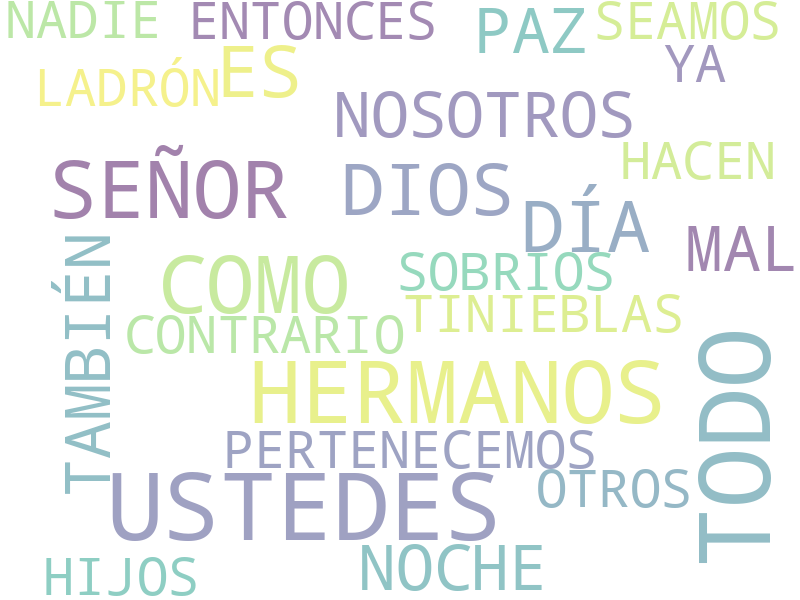 NADIE ENTONCES PAZ SEAMOS
YA
LADRÓN ES
NOSOTROS
HACEN
SEÑOR DIOS
DÍA
MAL
TAMBIÉN
COMO SOBRIOS
TINIEBLAS
CONTRARIO
HERMANOS
TODO
PERTENECEMOS
USTEDES OTROS
HIJOS NOCHE